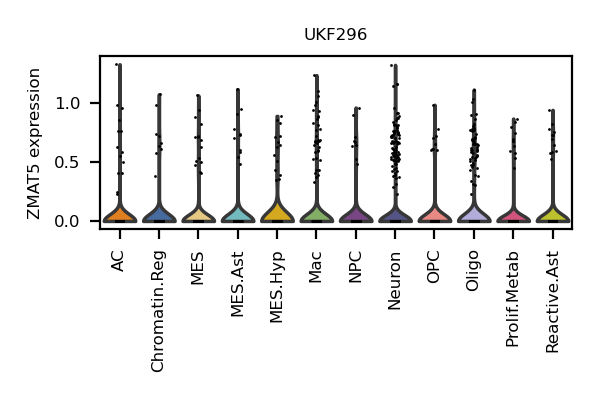 UKF296
ZMAT5 expression
1.0
0.5
0.0
AC
Chromatin.Reg
MES
MES.Ast
MES.Hyp
Mac
NPC
Neuron
OPC
Oligo
Prolif.Metab
Reactive.Ast